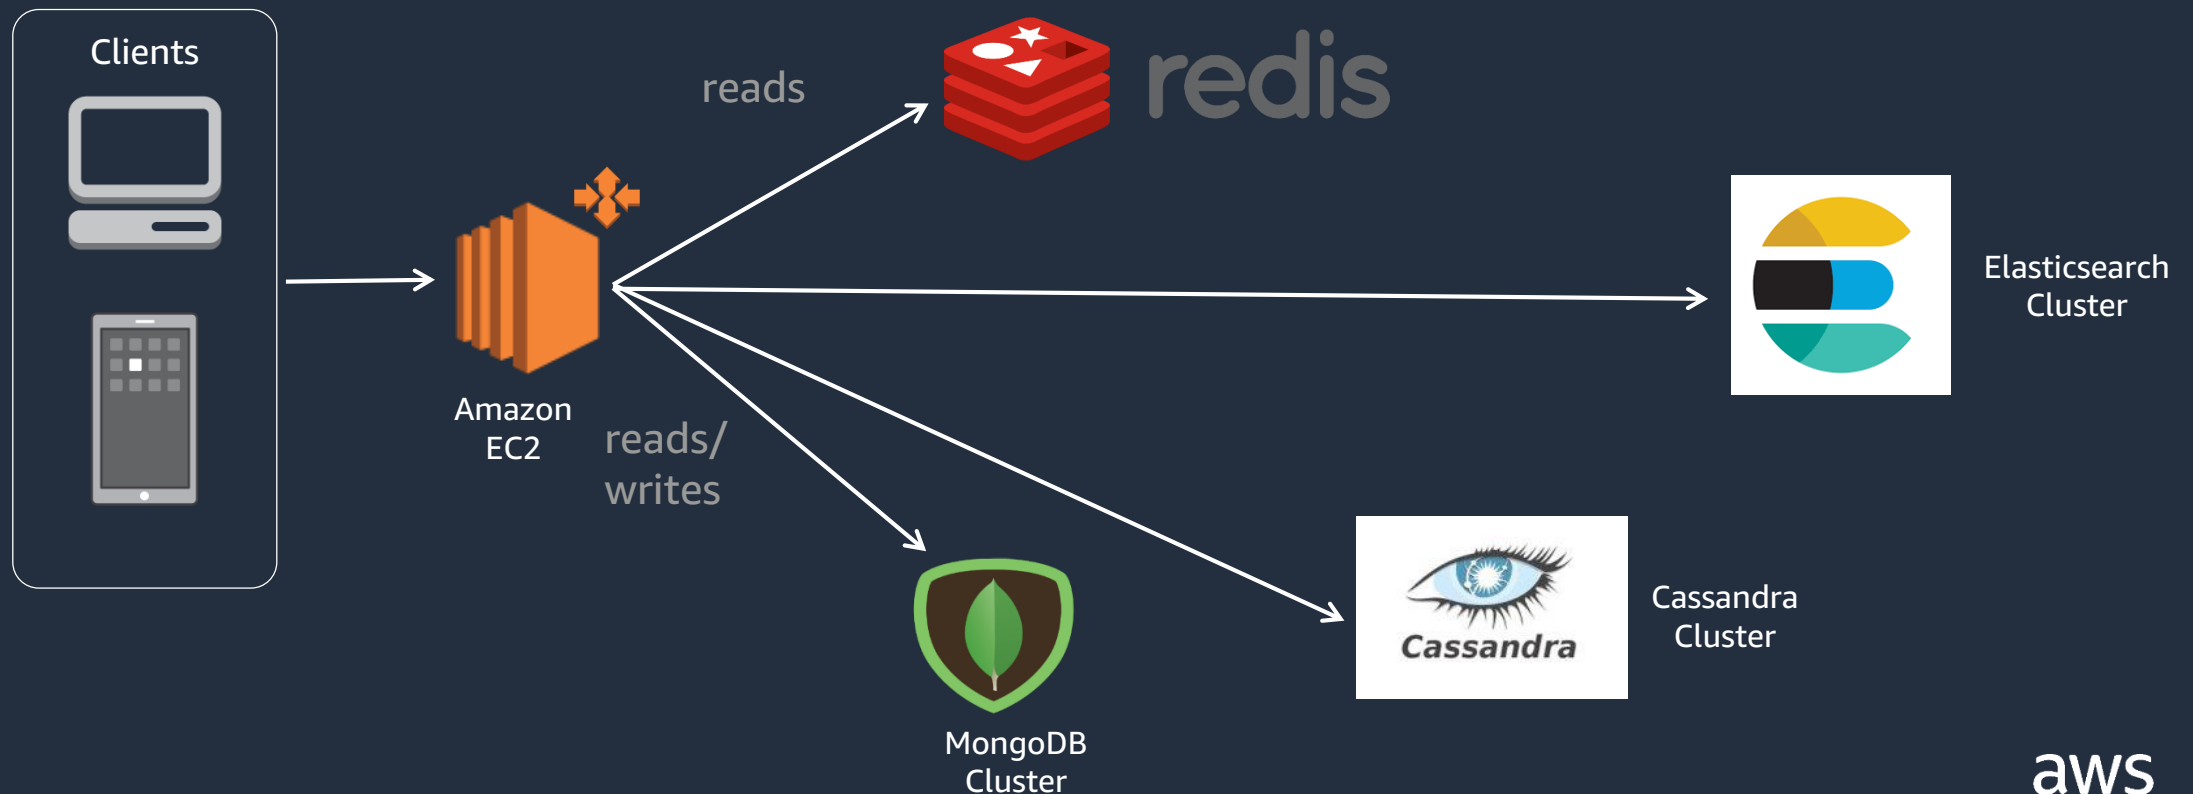 Clients
reads
redis
Amazon
EC2
reads/
writes
Elasticsearch
Cluster
Cassandra
Cassandra
Cluster
MongoDB
Cluster
aws